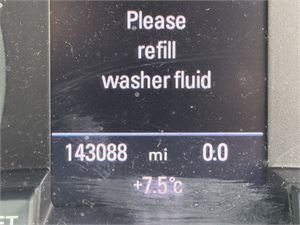 Please
refill
washer fluid
143088 mi 0.0
+7.5°c